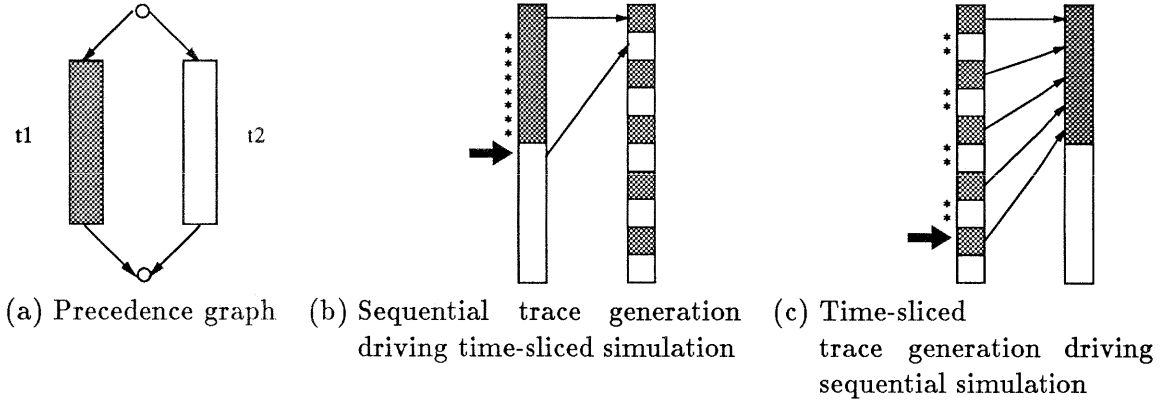 t1
t2
(a) Precedence graph
(b) Sequential trace generation
driving time-sliced simulation
(c) Time-sliced
trace generation driving
sequential simulation